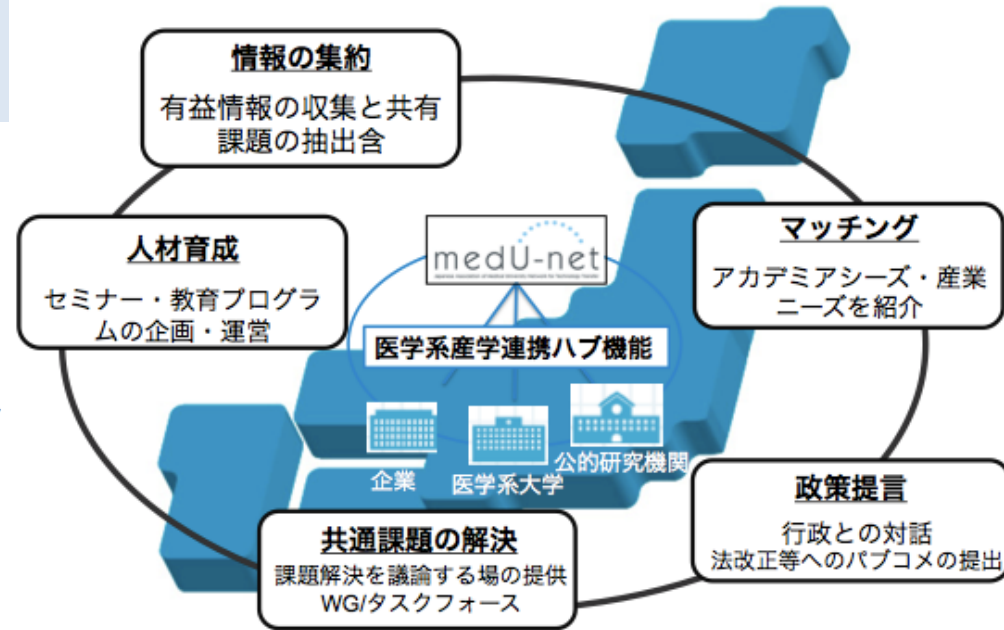 情報の集約
有益情報の収集と共有
課題の抽出含
人材育成
セミナー・教育プログラ
ムの企画・運営
medU-net
マッチング
アカデミアシーズ・産業
ニーズを紹介
医学系産学連携ハブ機能
企業
医学系大学
公的研究機関
共通課題の解決
課題解決を議論する場の提供
WG/タスクフォース
政策提言
行政との対話
法改正等へのパブコメの提出